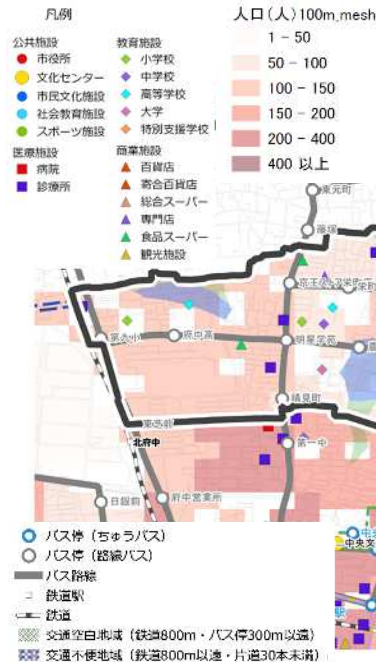 凡例
公共施設
市役所
文化センター
市民文化施設
社会教育施設
スポーツ施設
医療施設
病院
診療所
教育施設
小学校
中学校
高等学校
大学
特別支援学校
商業施設
百貨店
寄合百貨店
総合スーパー
専門店
食品スーパー
観光施設
人口(人)100m_mesh
1 - 50
50 - 100
100 - 150
150 - 200
200 - 400
400 以上
東元町
藤塚
第六小
府中高
明星学苑
晴見町
東芝前
北府中
第一中
日銀前
府中営業所
中央文
バス停(ちゅうバス)
バス停(路線バス)
バス路線
鉄道駅
鉄道
交通空白地域(鉄道800m・バス停300m以遠)
交通不便地域(鉄道800m以遠・片道30本未満)